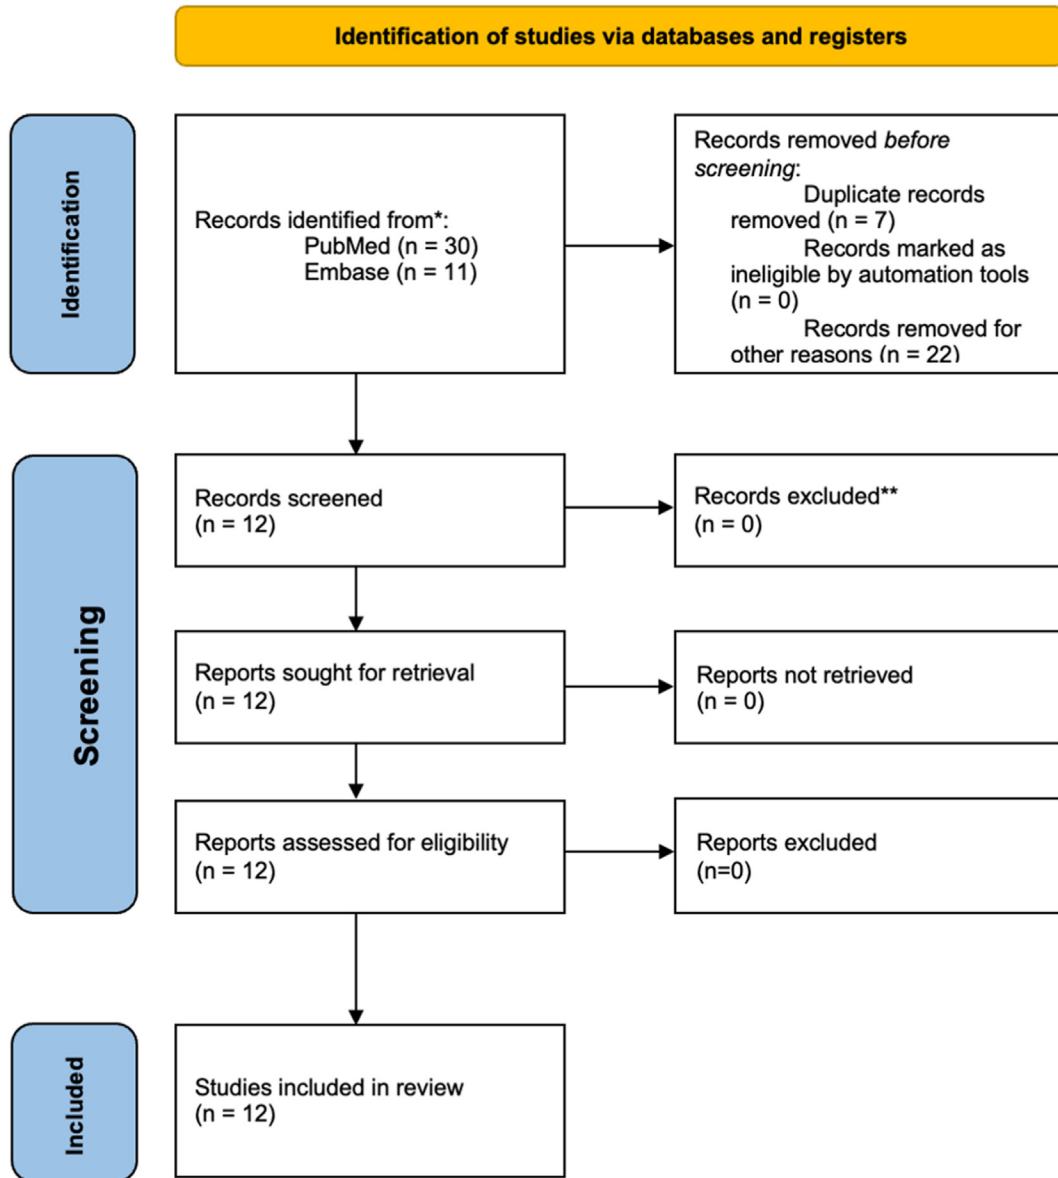 Identification of studies via databases and registers
Identification
Records identified from*:
PubMed (n = 30)
Embase (n = 11)
Records removed before
screening:
Duplicate records
removed (n = 7)
Records marked as
ineligible by automation tools
(n = 0)
Records removed for
other reasons (n = 22)
Screening
Records screened
(n = 12)
Records excluded**
(n = 0)
Reports sought for retrieval
(n = 12)
Reports not retrieved
(n = 0)
Reports assessed for eligibility
(n = 12)
Reports excluded
(n=0)
Included
Studies included in review
(n = 12)